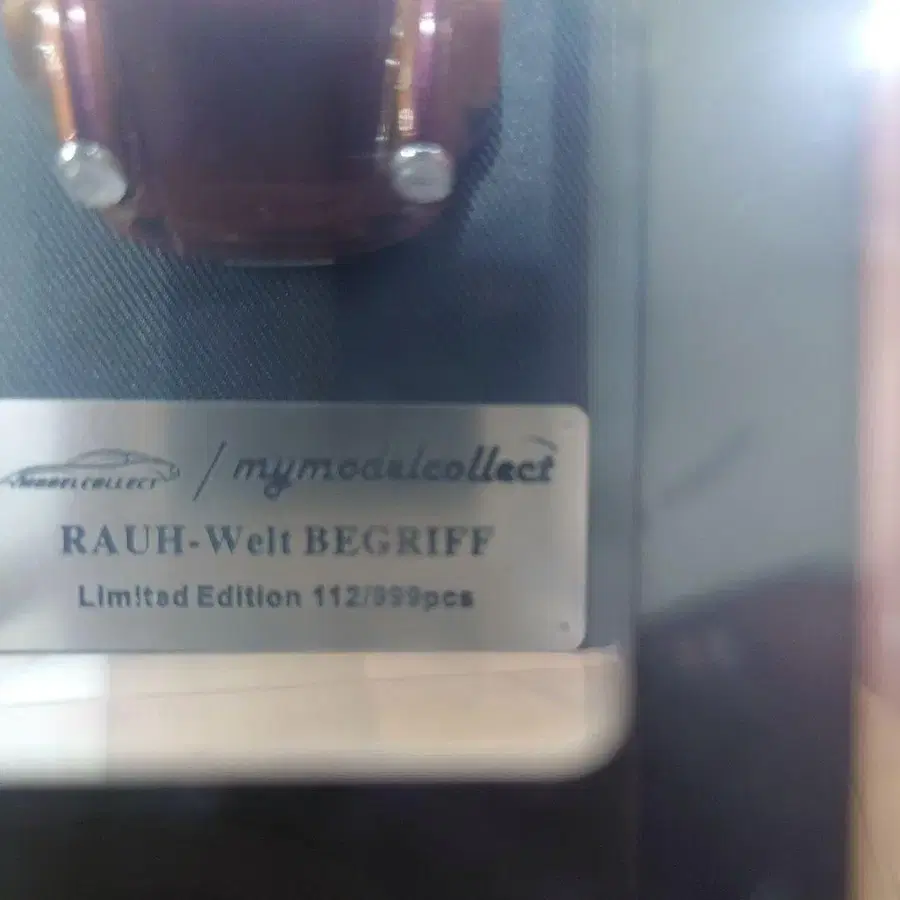 MODELCOLLECT / mymodelcollect
RAUH-Welt BEGRIFF
Limited Edition 112/999pcs